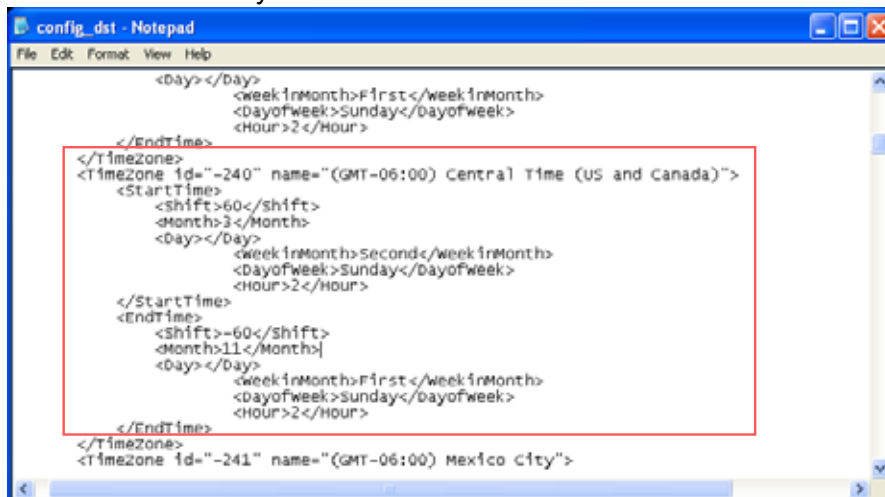 config_dst - Notepad
File Edit Format View Help
<Day></Day>
<WeekinMonth>First</WeekinMonth>
<DayofWeek>Sunday</DayofWeek>
<Hour>2</Hour>
</EndTime>
</TimeZone>
<TimeZone id="-240" name="(GMT-06:00) Central Time (US and Canada)">
<StartTime>
<Shift>60</Shift>
<Month>3</Month>
<Day></Day>
<WeekinMonth>Second</WeekinMonth>
<DayofWeek>Sunday</DayofWeek>
<Hour>2</Hour>
</StartTime>
<EndTime>
<Shift>-60</Shift>
<Month>11</Month>
<Day></Day>
<WeekinMonth>First</WeekinMonth>
<DayofWeek>Sunday</DayofWeek>
<Hour>2</Hour>
</EndTime>
</TimeZone>
<TimeZone id="-241" name="(GMT-06:00) Mexico City">